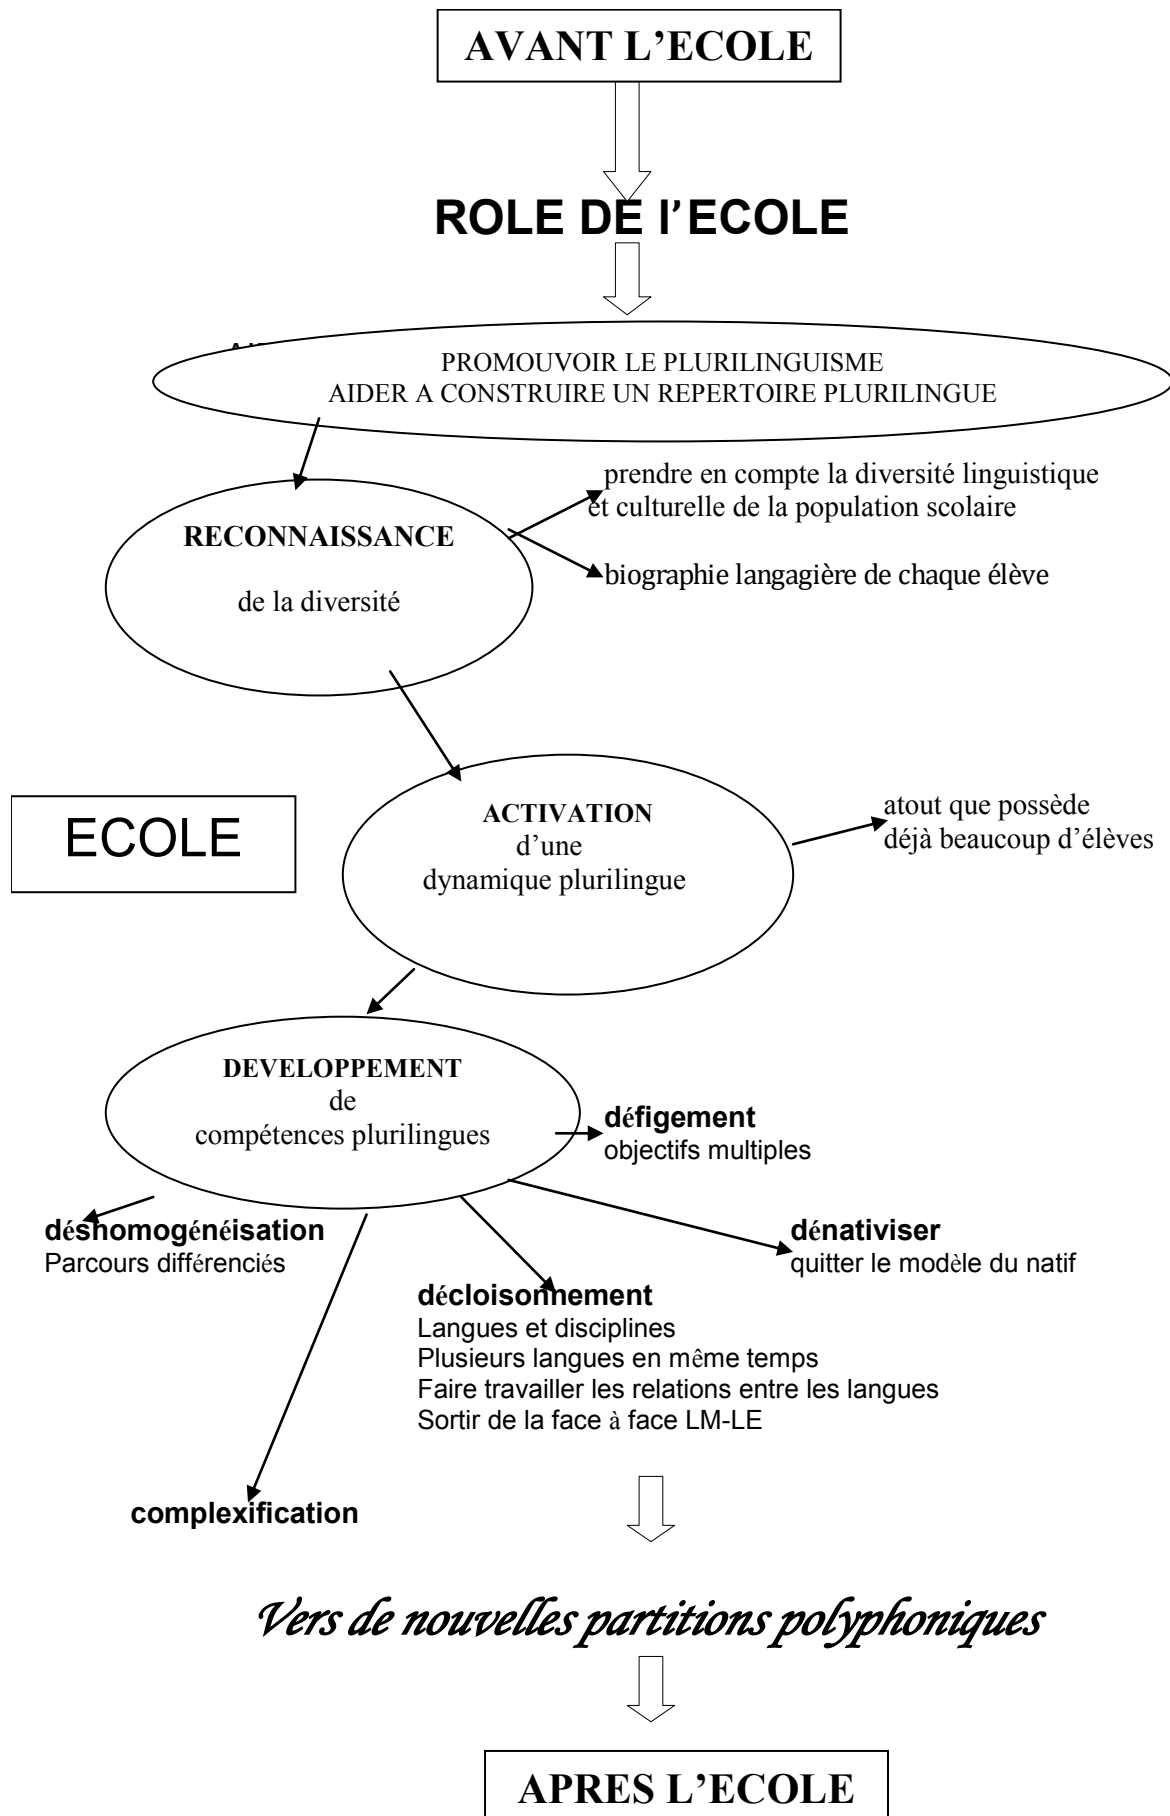 AVANT L'ECOLE
ROLE DE l'ECOLE
PROMOUVOIR LE PLURILINGUISME
AIDER A CONSTRUIRE UN REPERTOIRE PLURILINGUE
RECONNAISSANCE
de la diversité
prendre en compte la diversité linguistique
et culturelle de la population scolaire
biographie langagière de chaque élève
ECOLE
ACTIVATION
d'une
dynamique plurilingue
atout que possède
déjà beaucoup d'élèves
DEVELOPPEMENT
de
compétences plurilingues
défigement
objectifs multiples
déshomogénéisation
Parcours différenciés
dénativiser
quitter le modèle du natif
décloisonnement
Langues et disciplines
Plusieurs langues en même temps
Faire travailler les relations entre les langues
Sortir de la face à face LM-LE
complexification
Vers de nouvelles partitions polyphoniques
APRES L'ECOLE